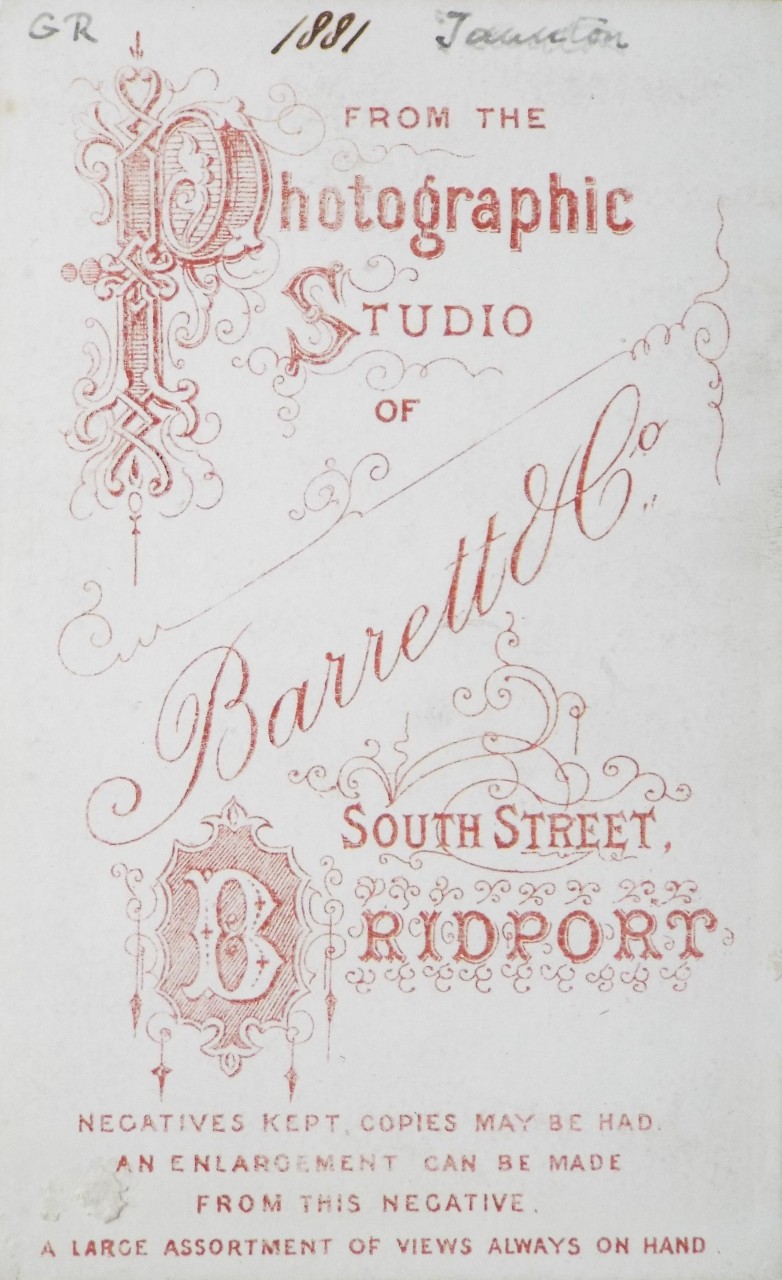 GR 1881 Taunton
FROM THE
Photographic
STUDIO
OF
Barrett & Co.
SOUTH STREET,
BRIDPORT
NEGATIVES KEPT, COPIES MAY BE HAD.
AN ENLARGEMENT CAN BE MADE
FROM THIS NEGATIVE.
A LARGE ASSORTMENT OF VIEWS ALWAYS ON HAND.